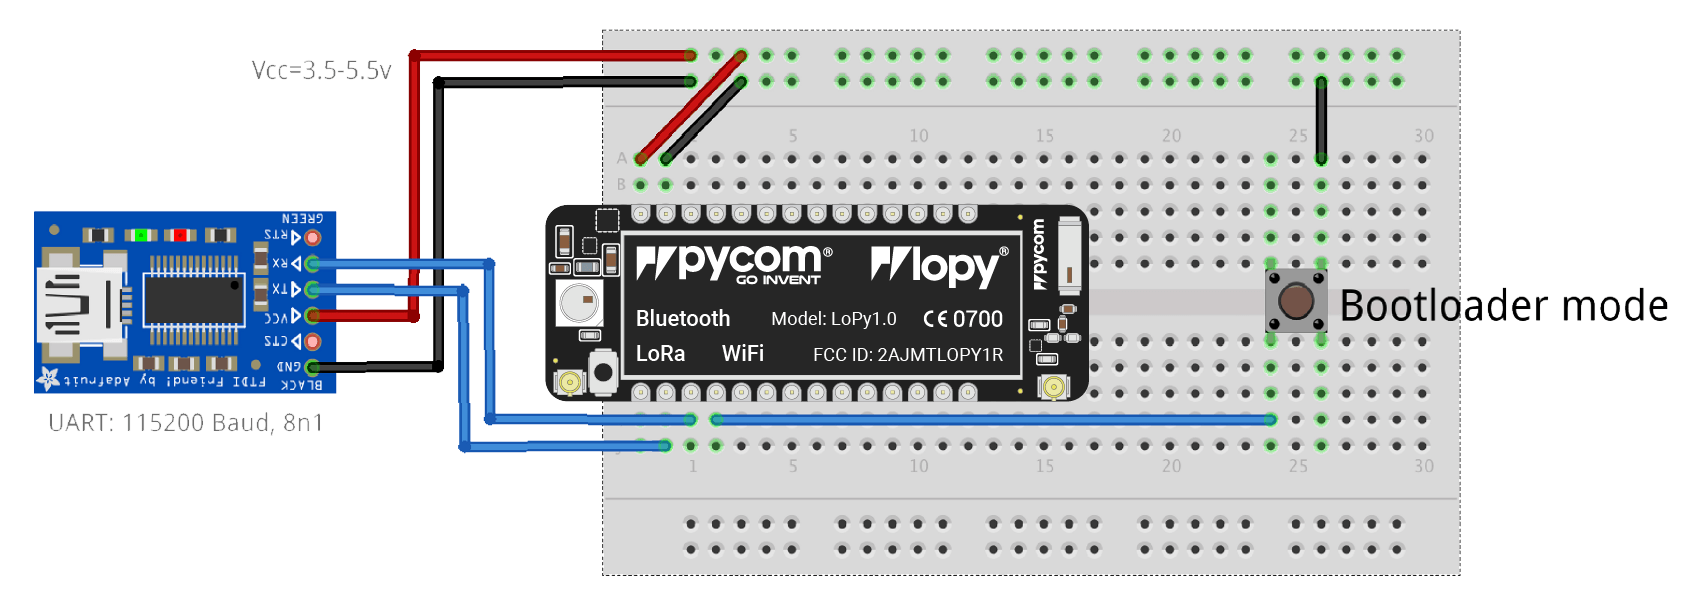 Vcc=3.5-5.5v
5 10 15 20 25 30
A
B
GREEN
RTS
RX
TX
VCC
CTS
GND
BLACK
FTDI Friend! by Adafruit
UART: 115200 Baud, 8n1
pycom®
GO INVENT
lopy®
Bluetooth
Model: LoPy1.0
CE 0700
LoRa
WiFi
FCC ID: 2AJMTLOPY1R
pycom
Bootloader mode
1 5 10 15 20 25 30